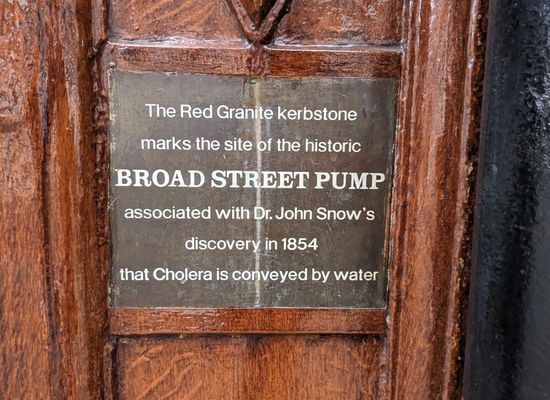 The Red Granite kerbstone
marks the site of the historic
BROAD STREET PUMP
associated with Dr. John Snow's
discovery in 1854
that Cholera is conveyed by water